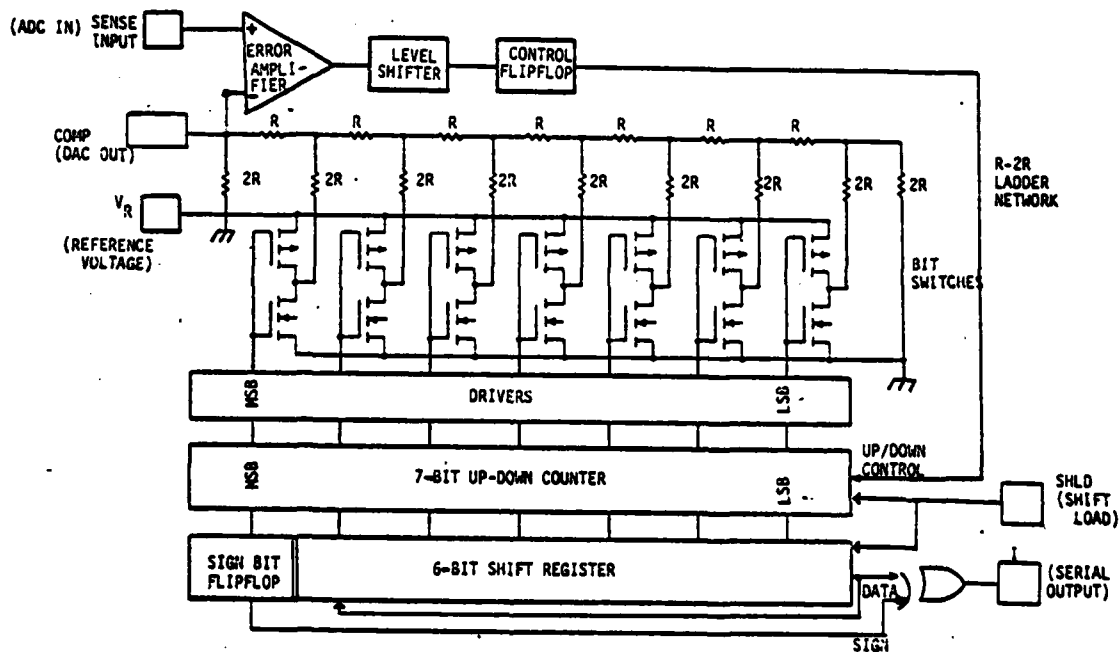 (ADC IN) SENSE
INPUT
+
ERROR
AMPLI-
FIER
−
LEVEL
SHIFTER
CONTROL
FLIPFLOP
COMP
(DAC OUT)
R
R
R
R
R
R
2R
2R
2R
2R
2R
2R
2R
2R
2R
R-2R
LADDER
NETWORK
VR
(REFERENCE
VOLTAGE)
BIT
SWITCHES
MSB
DRIVERS
LSB
MSB
7-BIT UP-DOWN COUNTER
LSB
UP/DOWN
CONTROL
SHLD
(SHIFT
LOAD)
SIGN BIT
FLIPFLOP
6-BIT SHIFT REGISTER
DATA
SIGN
(SERIAL
OUTPUT)